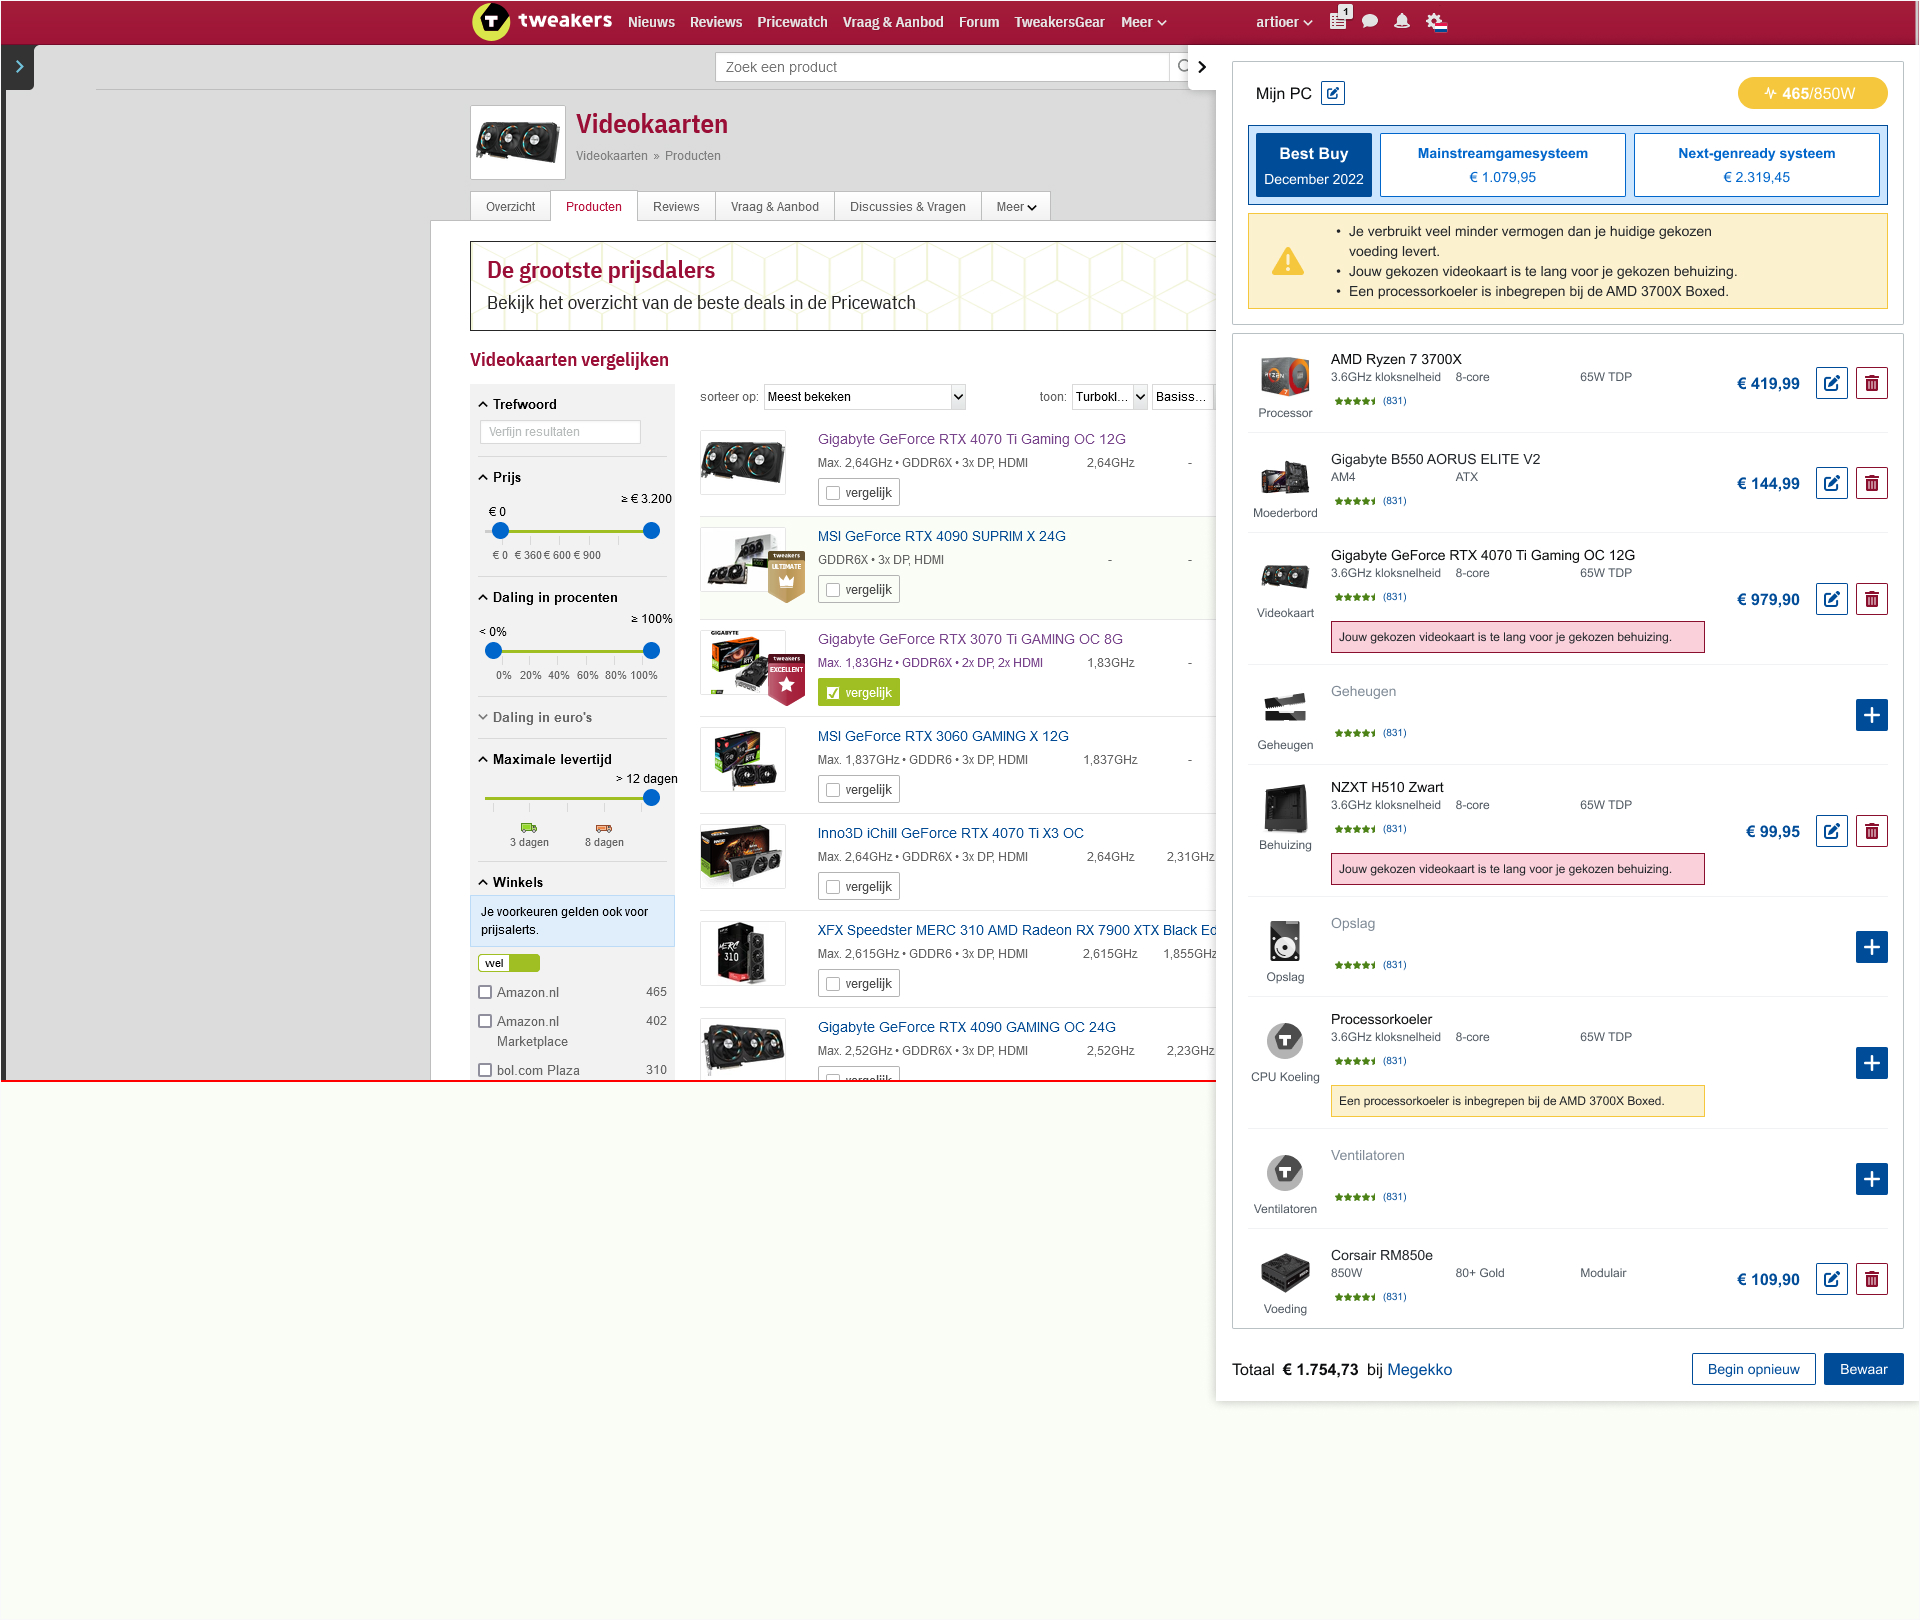 tweakers Nieuws Reviews Pricewatch Vraag & Aanbod Forum TweakersGear Meer artioer 1
Zoek een product
Videokaarten
Videokaarten » Producten
Overzicht Producten Reviews Vraag & Aanbod Discussies & Vragen Meer
De grootste prijsdalers
Bekijk het overzicht van de beste deals in de Pricewatch
Videokaarten vergelijken
Trefwoord
Verfijn resultaten
Prijs
≥ € 3.200
€ 0
€ 0 € 360 € 600 € 900
Daling in procenten
≥ 100%
< 0%
0% 20% 40% 60% 80% 100%
Daling in euro's
Maximale levertijd
> 12 dagen
3 dagen 8 dagen
Winkels
Je voorkeuren gelden ook voor
prijsalerts.
wel
Amazon.nl 465
Amazon.nl 402
Marketplace
bol.com Plaza 310
sorteer op: Meest bekeken toon: Turbokl... Basiss...
Gigabyte GeForce RTX 4070 Ti Gaming OC 12G
Max. 2,64GHz • GDDR6X • 3x DP, HDMI 2,64GHz -
vergelijk
MSI GeForce RTX 4090 SUPRIM X 24G
GDDR6X • 3x DP, HDMI - -
tweakers
ULTIMATE
vergelijk
GIGABYTE
Gigabyte GeForce RTX 3070 Ti GAMING OC 8G
Max. 1,83GHz • GDDR6X • 2x DP, 2x HDMI 1,83GHz -
tweakers
EXCELLENT
vergelijk
MSI GeForce RTX 3060 GAMING X 12G
Max. 1,837GHz • GDDR6 • 3x DP, HDMI 1,837GHz -
vergelijk
Inno3D iChill GeForce RTX 4070 Ti X3 OC
Max. 2,64GHz • GDDR6X • 3x DP, HDMI 2,64GHz 2,31GHz
vergelijk
XFX Speedster MERC 310 AMD Radeon RX 7900 XTX Black Ed
Max. 2,615GHz • GDDR6 • 3x DP, HDMI 2,615GHz 1,855GHz
MERC
310
vergelijk
Gigabyte GeForce RTX 4090 GAMING OC 24G
Max. 2,52GHz • GDDR6X • 3x DP, HDMI 2,52GHz 2,23GHz
vergelijk
Mijn PC 465/850W
Best Buy
December 2022
Mainstreamgamesysteem
€ 1.079,95
Next-genready systeem
€ 2.319,45
• Je verbruikt veel minder vermogen dan je huidige gekozen
voeding levert.
• Jouw gekozen videokaart is te lang voor je gekozen behuizing.
• Een processorkoeler is inbegrepen bij de AMD 3700X Boxed.
AMD Ryzen 7 3700X
3.6GHz kloksnelheid 8-core 65W TDP
€ 419,99
(831)
RYZEN
Processor
Gigabyte B550 AORUS ELITE V2
AM4 ATX
€ 144,99
(831)
Moederbord
Gigabyte GeForce RTX 4070 Ti Gaming OC 12G
3.6GHz kloksnelheid 8-core 65W TDP
(831)
€ 979,90
Videokaart
Jouw gekozen videokaart is te lang voor je gekozen behuizing.
Geheugen
(831)
Geheugen
NZXT H510 Zwart
3.6GHz kloksnelheid 8-core 65W TDP
(831)
€ 99,95
Behuizing
Jouw gekozen videokaart is te lang voor je gekozen behuizing.
Opslag
(831)
Opslag
Processorkoeler
3.6GHz kloksnelheid 8-core 65W TDP
(831)
CPU Koeling
Een processorkoeler is inbegrepen bij de AMD 3700X Boxed.
Ventilatoren
(831)
Ventilatoren
Corsair RM850e
850W 80+ Gold Modulair
€ 109,90
(831)
Voeding
Totaal € 1.754,73 bij Megekko Begin opnieuw Bewaar